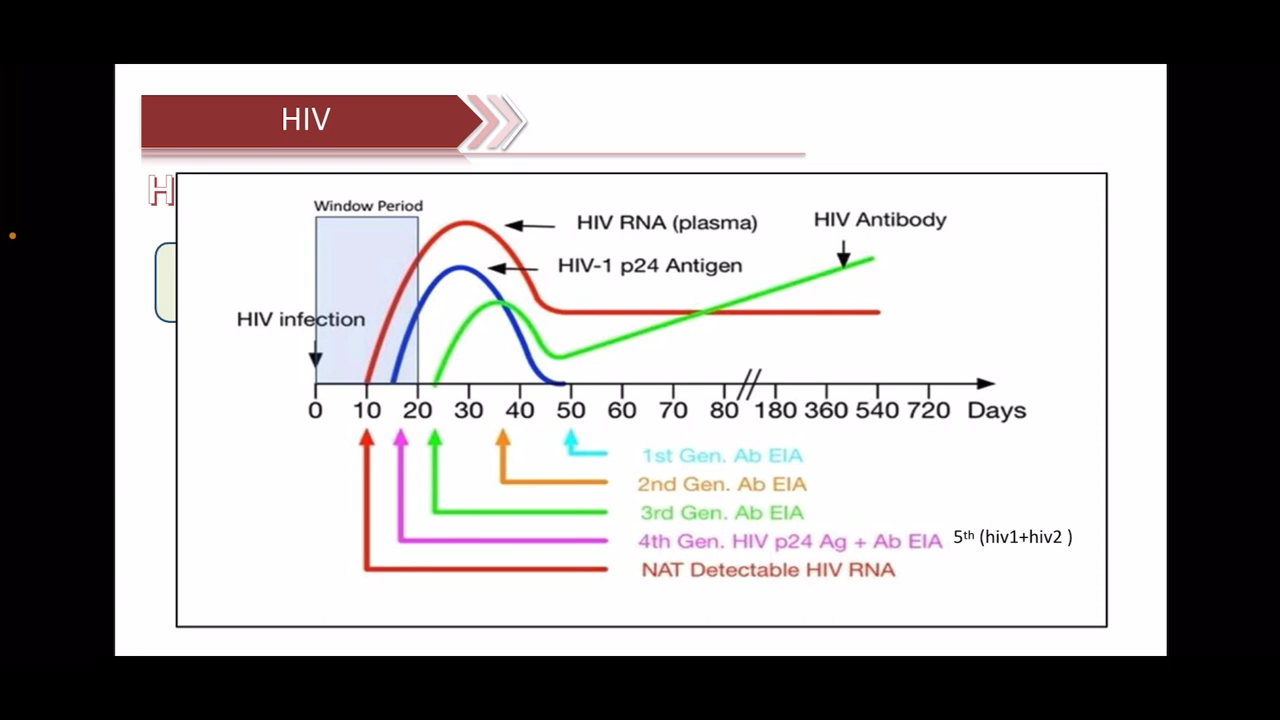 HIV
H
Window Period
HIV RNA (plasma)
HIV Antibody
HIV-1 p24 Antigen
HIV infection
0 10 20 30 40 50 60 70 80 180 360 540 720 Days
1st Gen. Ab EIA
2nd Gen. Ab EIA
3rd Gen. Ab EIA
4th Gen. HIV p24 Ag + Ab EIA 5th (hiv1+hiv2 )
NAT Detectable HIV RNA